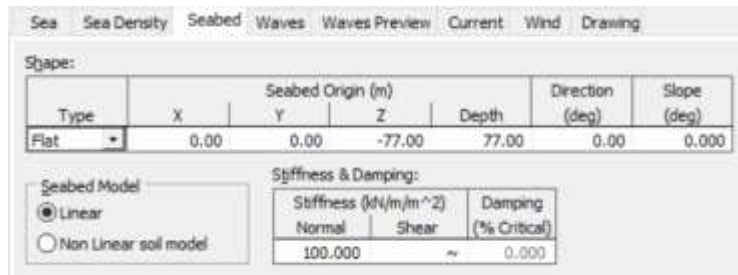 Sea Sea Density Seabed Waves Waves Preview Current Wind Drawing
Shape:
Seabed Origin (m) Direction Slope
Type X Y Z Depth (deg) (deg)
Flat 0.00 0.00 -77.00 77.00 0.00 0.000
Seabed Model
Linear
Non Linear soil model
Stiffness & Damping:
Stiffness (kN/m/m^2) Damping
Normal Shear (% Critical)
100.000 ~ 0.000